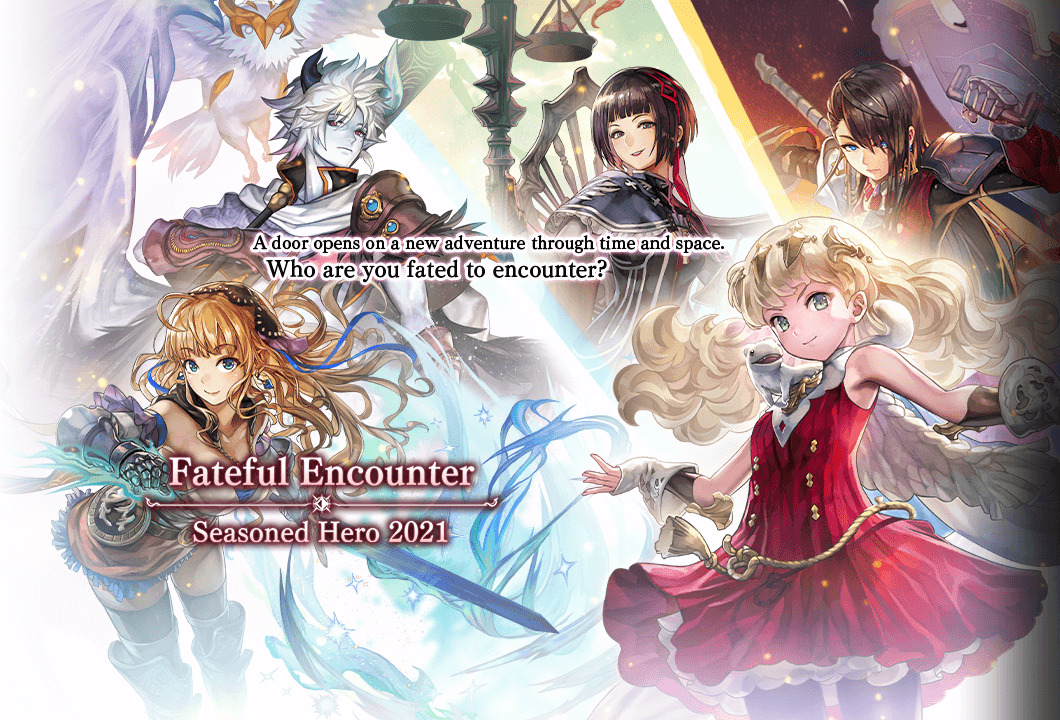 A door opens on a new adventure through time and space.
Who are you fated to encounter?
Fateful Encounter
Seasoned Hero 2021